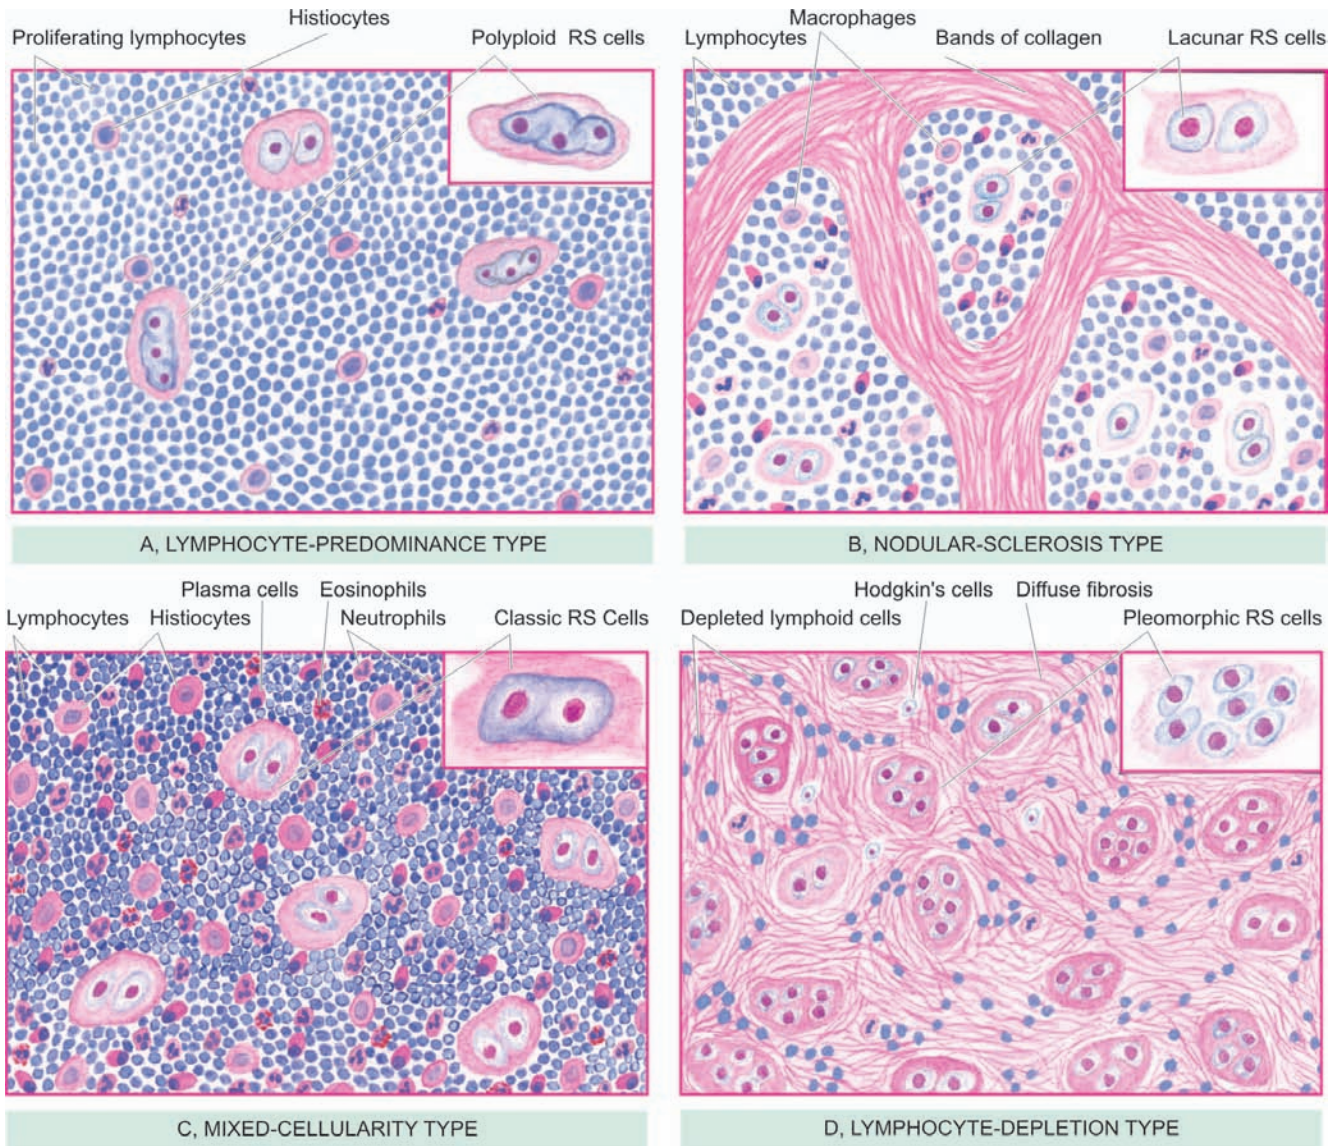 Histiocytes
Proliferating lymphocytes
Polyploid RS cells
A, LYMPHOCYTE-PREDOMINANCE TYPE
Macrophages
Lymphocytes
Bands of collagen
Lacunar RS cells
B, NODULAR-SCLEROSIS TYPE
Plasma cells
Eosinophils
Lymphocytes
Histiocytes
Neutrophils
Classic RS Cells
C, MIXED-CELLULARITY TYPE
Hodgkin's cells
Diffuse fibrosis
Depleted lymphoid cells
Pleomorphic RS cells
D, LYMPHOCYTE-DEPLETION TYPE